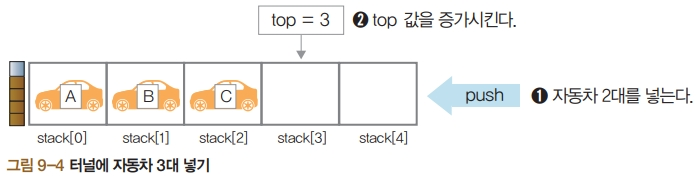 top = 3
❷ top 값을 증가시킨다.
A
B
C
push
❶ 자동차 2대를 넣는다.
stack[0]
stack[1]
stack[2]
stack[3]
stack[4]
그림 9-4 터널에 자동차 3대 넣기